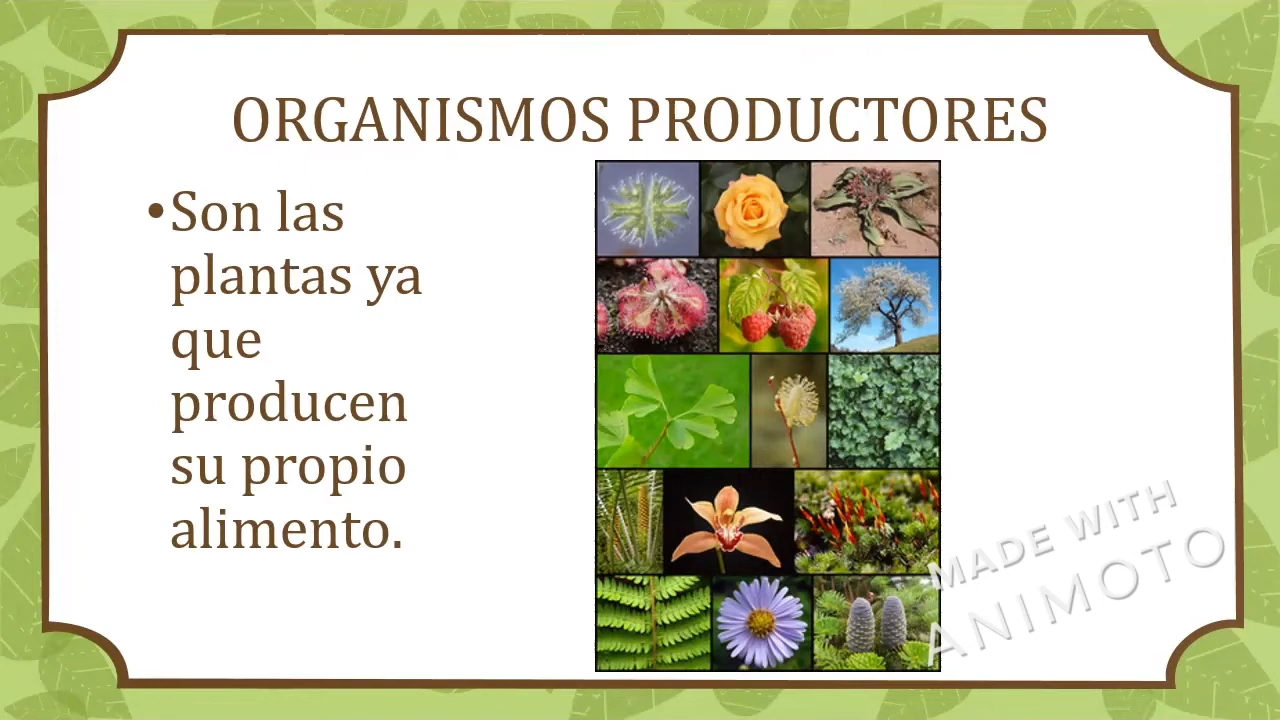 ORGANISMOS PRODUCTORES
•Son las
plantas ya
que
producen
su propio
alimento.
MADE WITH
ANIMOTO